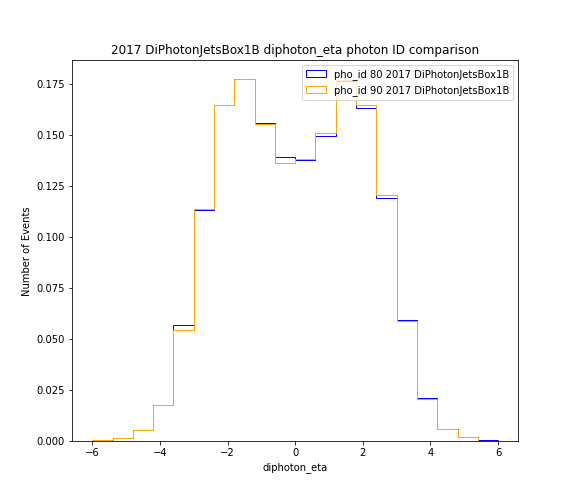 2017 DiPhotonJetsBox1B diphoton_eta photon ID comparison
pho_id 80 2017 DiPhotonJetsBox1B
pho_id 90 2017 DiPhotonJetsBox1B
Number of Events
0.175
0.150
0.125
0.100
0.075
0.050
0.025
0.000
−6 −4 −2 0 2 4 6
diphoton_eta